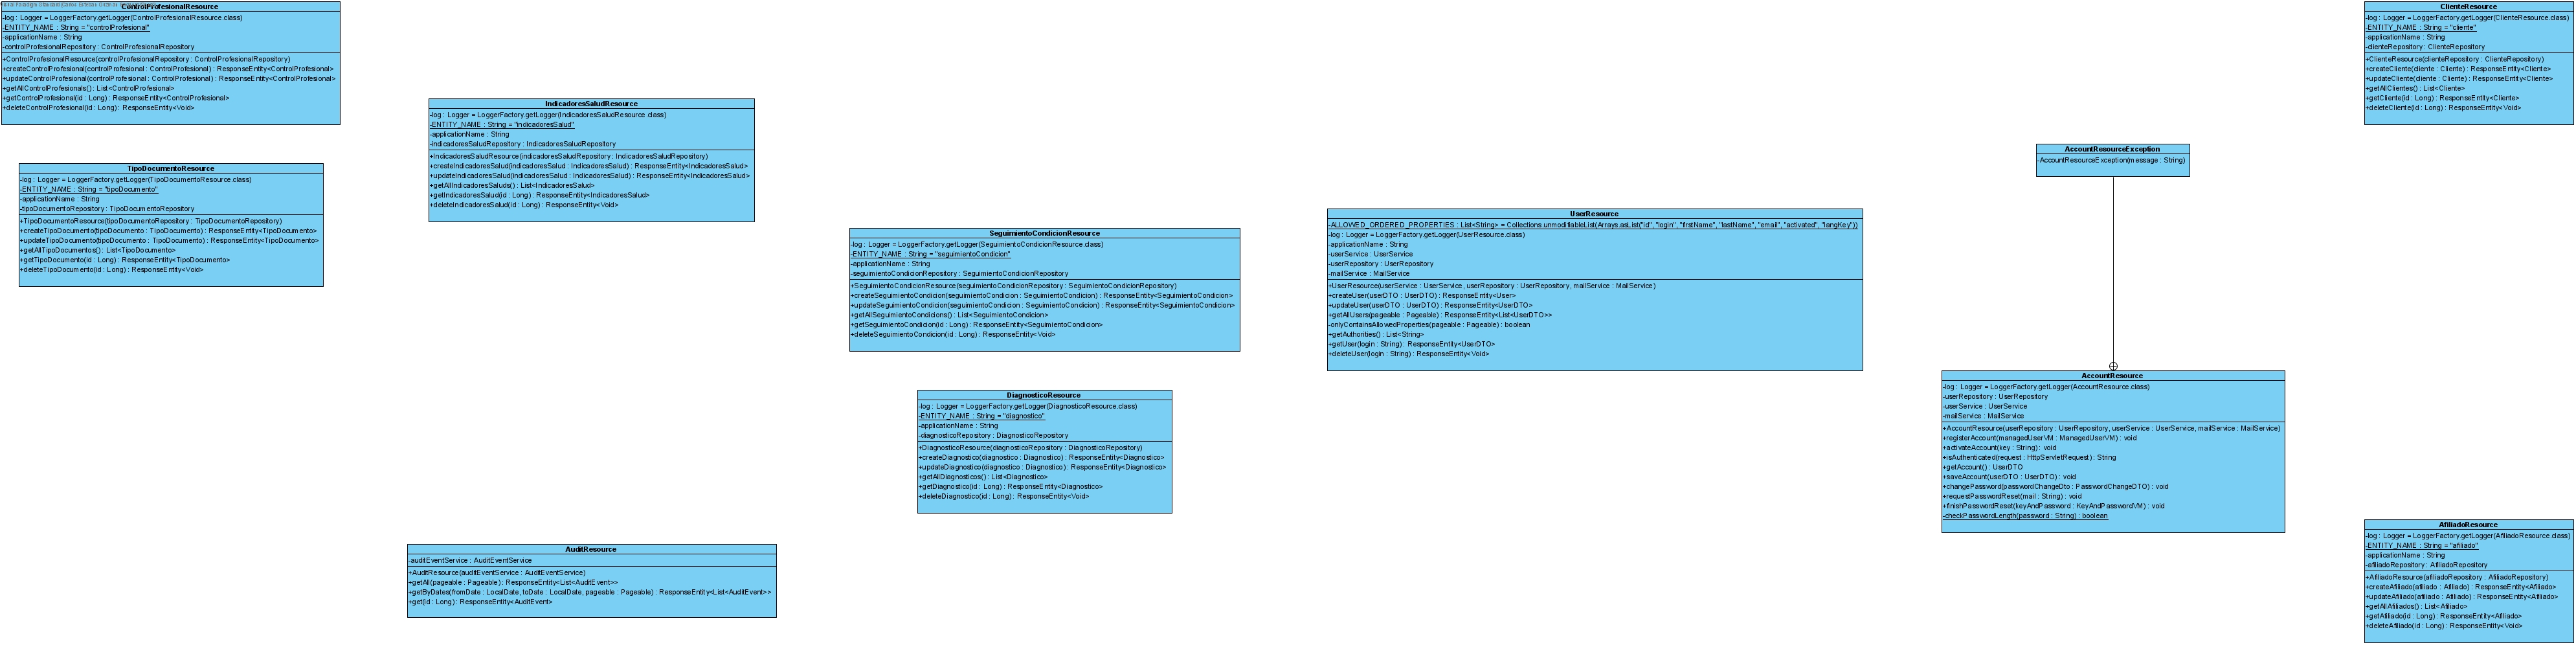 ControlProfesionalResource
-log : Logger = LoggerFactory.getLogger(ControlProfesionalResource.class)
-ENTITY_NAME : String = "controlProfesional"
-applicationName : String
-controlProfesionalRepository : ControlProfesionalRepository
+ControlProfesionalResource(controlProfesionalRepository : ControlProfesionalRepository)
+createControlProfesional(controlProfesional : ControlProfesional) : ResponseEntity<ControlProfesional>
+updateControlProfesional(controlProfesional : ControlProfesional) : ResponseEntity<ControlProfesional>
+getAllControlProfesionals() : List<ControlProfesional>
+getControlProfesional(id : Long) : ResponseEntity<ControlProfesional>
+deleteControlProfesional(id : Long) : ResponseEntity<Void>
TipoDocumentoResource
-log : Logger = LoggerFactory.getLogger(TipoDocumentoResource.class)
-ENTITY_NAME : String = "tipoDocumento"
-applicationName : String
-tipoDocumentoRepository : TipoDocumentoRepository
+TipoDocumentoResource(tipoDocumentoRepository : TipoDocumentoRepository)
+createTipoDocumento(tipoDocumento : TipoDocumento) : ResponseEntity<TipoDocumento>
+updateTipoDocumento(tipoDocumento : TipoDocumento) : ResponseEntity<TipoDocumento>
+getAllTipoDocumentos() : List<TipoDocumento>
+getTipoDocumento(id : Long) : ResponseEntity<TipoDocumento>
+deleteTipoDocumento(id : Long) : ResponseEntity<Void>
IndicadoresSaludResource
-log : Logger = LoggerFactory.getLogger(IndicadoresSaludResource.class)
-ENTITY_NAME : String = "indicadoresSalud"
-applicationName : String
-indicadoresSaludRepository : IndicadoresSaludRepository
+IndicadoresSaludResource(indicadoresSaludRepository : IndicadoresSaludRepository)
+createIndicadoresSalud(indicadoresSalud : IndicadoresSalud) : ResponseEntity<IndicadoresSalud>
+updateIndicadoresSalud(indicadoresSalud : IndicadoresSalud) : ResponseEntity<IndicadoresSalud>
+getAllIndicadoresSaluds() : List<IndicadoresSalud>
+getIndicadoresSalud(id : Long) : ResponseEntity<IndicadoresSalud>
+deleteIndicadoresSalud(id : Long) : ResponseEntity<Void>
AuditResource
-auditEventService : AuditEventService
+AuditResource(auditEventService : AuditEventService)
+getAll(pageable : Pageable) : ResponseEntity<List<AuditEvent>>
+getByDates(fromDate : LocalDate, toDate : LocalDate, pageable : Pageable) : ResponseEntity<List<AuditEvent>>
+get(id : Long) : ResponseEntity<AuditEvent>
SeguimientoCondicionResource
-log : Logger = LoggerFactory.getLogger(SeguimientoCondicionResource.class)
-ENTITY_NAME : String = "seguimientoCondicion"
-applicationName : String
-seguimientoCondicionRepository : SeguimientoCondicionRepository
+SeguimientoCondicionResource(seguimientoCondicionRepository : SeguimientoCondicionRepository)
+createSeguimientoCondicion(seguimientoCondicion : SeguimientoCondicion) : ResponseEntity<SeguimientoCondicion>
+updateSeguimientoCondicion(seguimientoCondicion : SeguimientoCondicion) : ResponseEntity<SeguimientoCondicion>
+getAllSeguimientoCondicions() : List<SeguimientoCondicion>
+getSeguimientoCondicion(id : Long) : ResponseEntity<SeguimientoCondicion>
+deleteSeguimientoCondicion(id : Long) : ResponseEntity<Void>
DiagnosticoResource
-log : Logger = LoggerFactory.getLogger(DiagnosticoResource.class)
-ENTITY_NAME : String = "diagnostico"
-applicationName : String
-diagnosticoRepository : DiagnosticoRepository
+DiagnosticoResource(diagnosticoRepository : DiagnosticoRepository)
+createDiagnostico(diagnostico : Diagnostico) : ResponseEntity<Diagnostico>
+updateDiagnostico(diagnostico : Diagnostico) : ResponseEntity<Diagnostico>
+getAllDiagnosticos() : List<Diagnostico>
+getDiagnostico(id : Long) : ResponseEntity<Diagnostico>
+deleteDiagnostico(id : Long) : ResponseEntity<Void>
UserResource
-ALLOWED_ORDERED_PROPERTIES : List<String> = Collections.unmodifiableList(Arrays.asList("id", "login", "firstName", "lastName", "email", "activated", "langKey"))
-log : Logger = LoggerFactory.getLogger(UserResource.class)
-applicationName : String
-userService : UserService
-userRepository : UserRepository
-mailService : MailService
+UserResource(userService : UserService, userRepository : UserRepository, mailService : MailService)
+createUser(userDTO : UserDTO) : ResponseEntity<User>
+updateUser(userDTO : UserDTO) : ResponseEntity<UserDTO>
+getAllUsers(pageable : Pageable) : ResponseEntity<List<UserDTO>>
-onlyContainsAllowedProperties(pageable : Pageable) : boolean
+getAuthorities() : List<String>
+getUser(login : String) : ResponseEntity<UserDTO>
+deleteUser(login : String) : ResponseEntity<Void>
AccountResourceException
-AccountResourceException(message : String)
AccountResource
-log : Logger = LoggerFactory.getLogger(AccountResource.class)
-userRepository : UserRepository
-userService : UserService
-mailService : MailService
+AccountResource(userRepository : UserRepository, userService : UserService, mailService : MailService)
+registerAccount(managedUserVM : ManagedUserVM) : void
+activateAccount(key : String) : void
+isAuthenticated(request : HttpServletRequest) : String
+getAccount() : UserDTO
+saveAccount(userDTO : UserDTO) : void
+changePassword(passwordChangeDto : PasswordChangeDTO) : void
+requestPasswordReset(mail : String) : void
+finishPasswordReset(keyAndPassword : KeyAndPasswordVM) : void
-checkPasswordLength(password : String) : boolean
ClienteResource
-log : Logger = LoggerFactory.getLogger(ClienteResource.class)
-ENTITY_NAME : String = "cliente"
-applicationName : String
-clienteRepository : ClienteRepository
+ClienteResource(clienteRepository : ClienteRepository)
+createCliente(cliente : Cliente) : ResponseEntity<Cliente>
+updateCliente(cliente : Cliente) : ResponseEntity<Cliente>
+getAllClientes() : List<Cliente>
+getCliente(id : Long) : ResponseEntity<Cliente>
+deleteCliente(id : Long) : ResponseEntity<Void>
AfiliadoResource
-log : Logger = LoggerFactory.getLogger(AfiliadoResource.class)
-ENTITY_NAME : String = "afiliado"
-applicationName : String
-afiliadoRepository : AfiliadoRepository
+AfiliadoResource(afiliadoRepository : AfiliadoRepository)
+createAfiliado(afiliado : Afiliado) : ResponseEntity<Afiliado>
+updateAfiliado(afiliado : Afiliado) : ResponseEntity<Afiliado>
+getAllAfiliados() : List<Afiliado>
+getAfiliado(id : Long) : ResponseEntity<Afiliado>
+deleteAfiliado(id : Long) : ResponseEntity<Void>